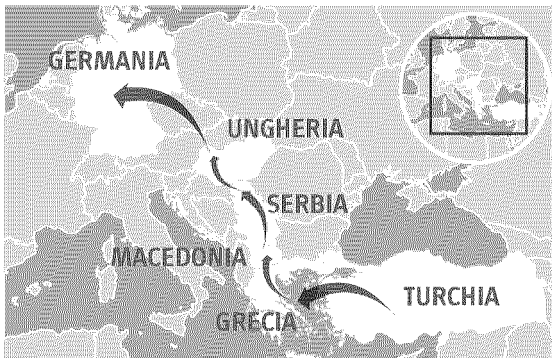 GERMANIA
UNGHERIA
SERBIA
MACEDONIA
TURCHIA
GRECIA